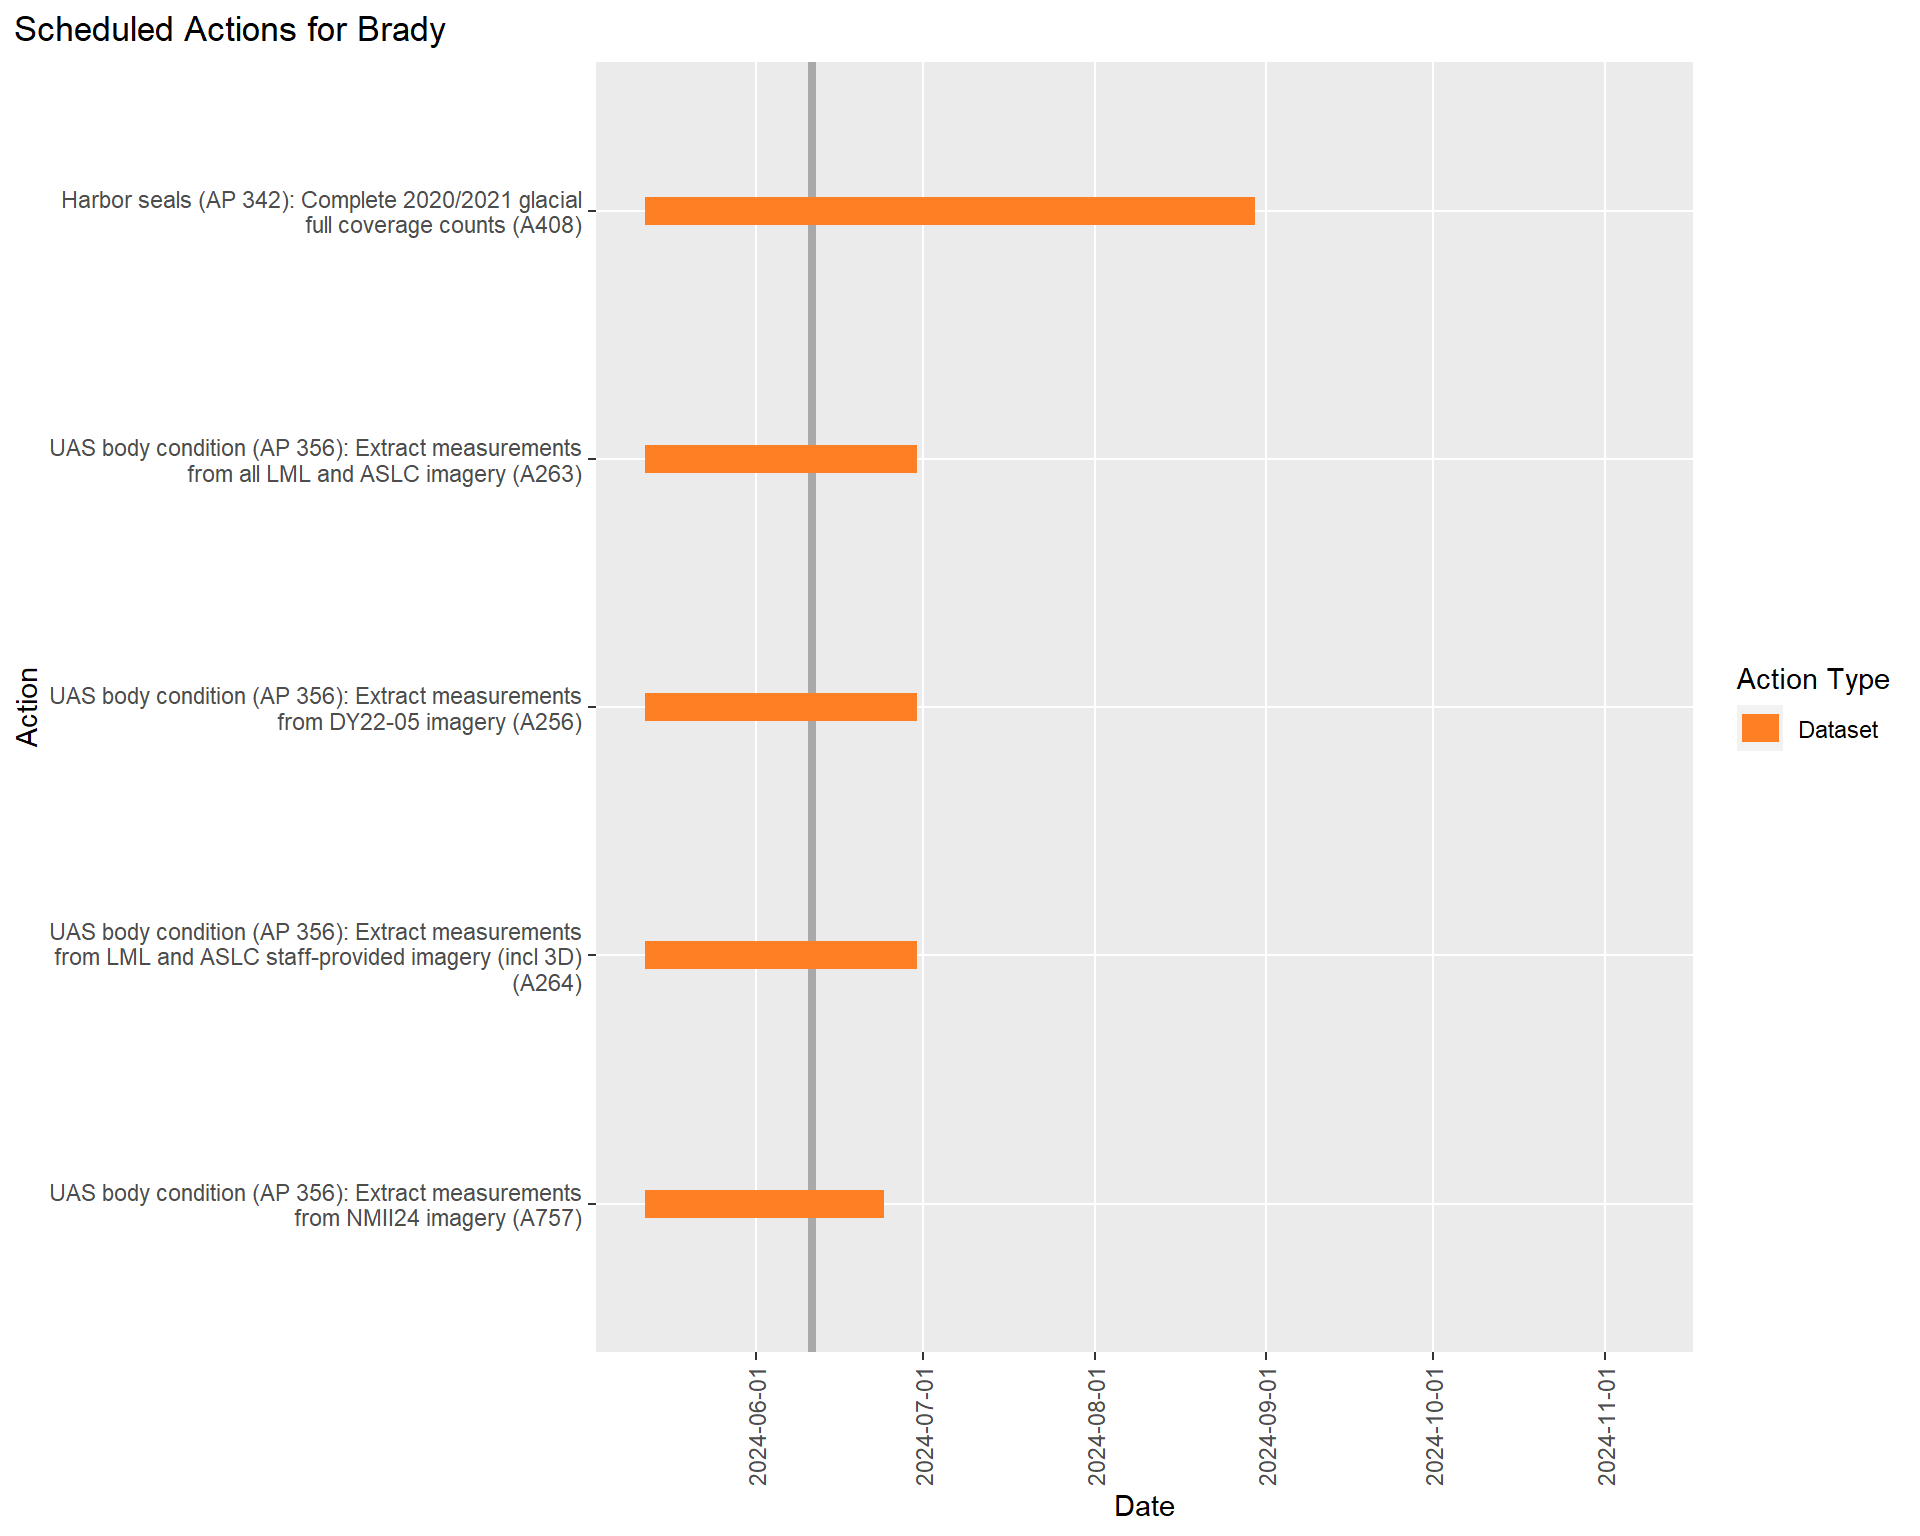 Scheduled Actions for Brady
Harbor seals (AP 342): Complete 2020/2021 glacial
full coverage counts (A408)
UAS body condition (AP 356): Extract measurements
from all LML and ASLC imagery (A263)
UAS body condition (AP 356): Extract measurements
from DY22-05 imagery (A256)
UAS body condition (AP 356): Extract measurements
from LML and ASLC staff-provided imagery (incl 3D)
(A264)
UAS body condition (AP 356): Extract measurements
from NMII24 imagery (A757)
Action
2024-06-01
2024-07-01
2024-08-01
2024-09-01
2024-10-01
2024-11-01
Date
Action Type
Dataset